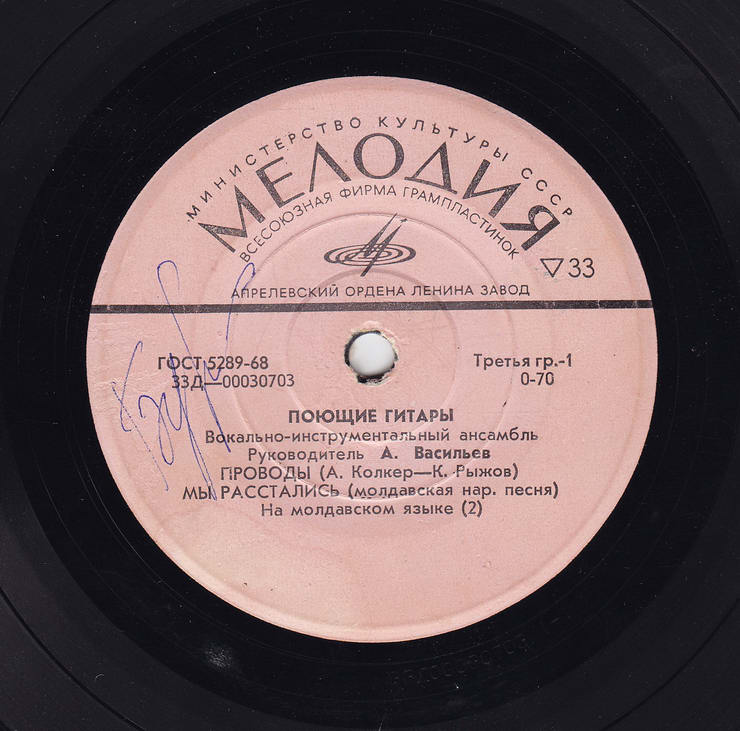 МИНИСТЕРСТВО КУЛЬТУРЫ СССР
МЕЛОДИЯ
ВСЕСОЮЗНАЯ ФИРМА ГРАМПЛАСТИНОК
▽33
АПРЕЛЕВСКИЙ ОРДЕНА ЛЕНИНА ЗАВОД
ГОСТ 5289-68
33Д—00030703
Третья гр.-1
0-70
ПОЮЩИЕ ГИТАРЫ
Вокально-инструментальный ансамбль
Руководитель А. Васильев
ПРОВОДЫ (А. Колкер—К. Рыжов)
МЫ РАССТАЛИСЬ (молдавская нар. песня)
На молдавском языке (2)